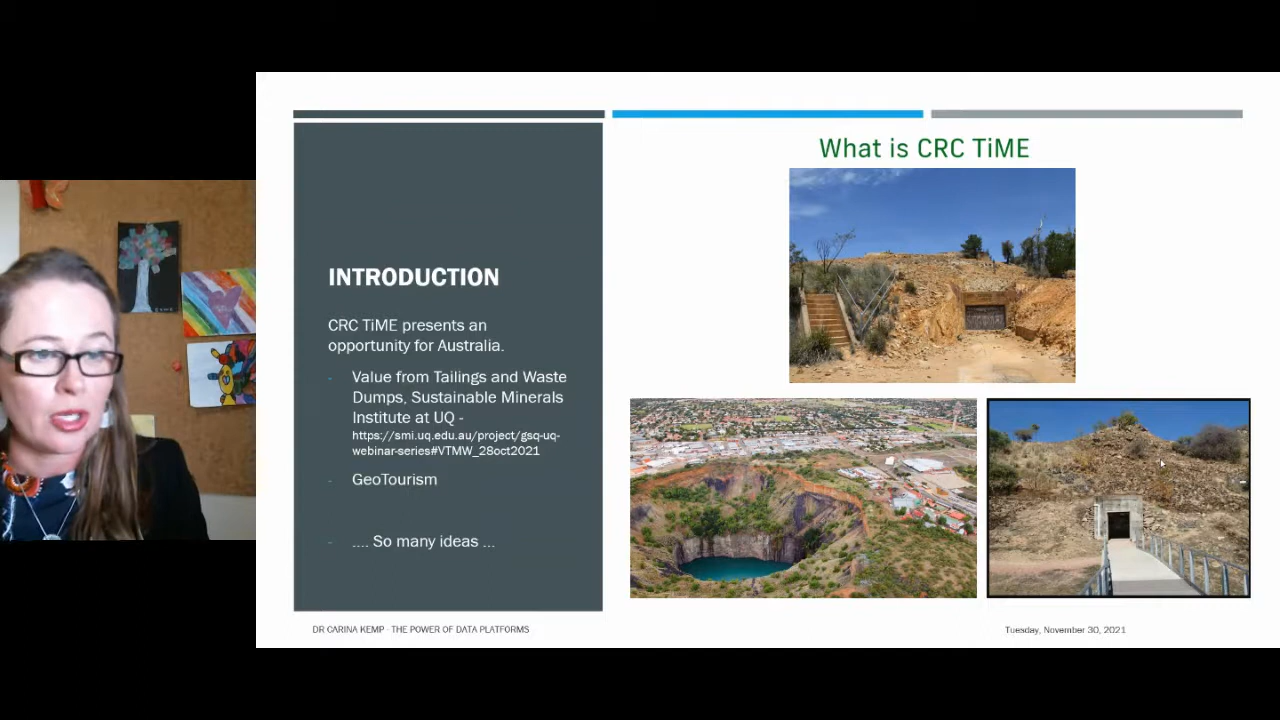 What is CRC TiME
INTRODUCTION
CRC TiME presents an
opportunity for Australia.
- Value from Tailings and Waste
Dumps, Sustainable Minerals
Institute at UQ -
https://smi.uq.edu.au/project/gsq-uq-
webinar-series#VTMW_28oct2021
- GeoTourism
- .... So many ideas ...
DR CARINA KEMP - THE POWER OF DATA PLATFORMS
Tuesday, November 30, 2021